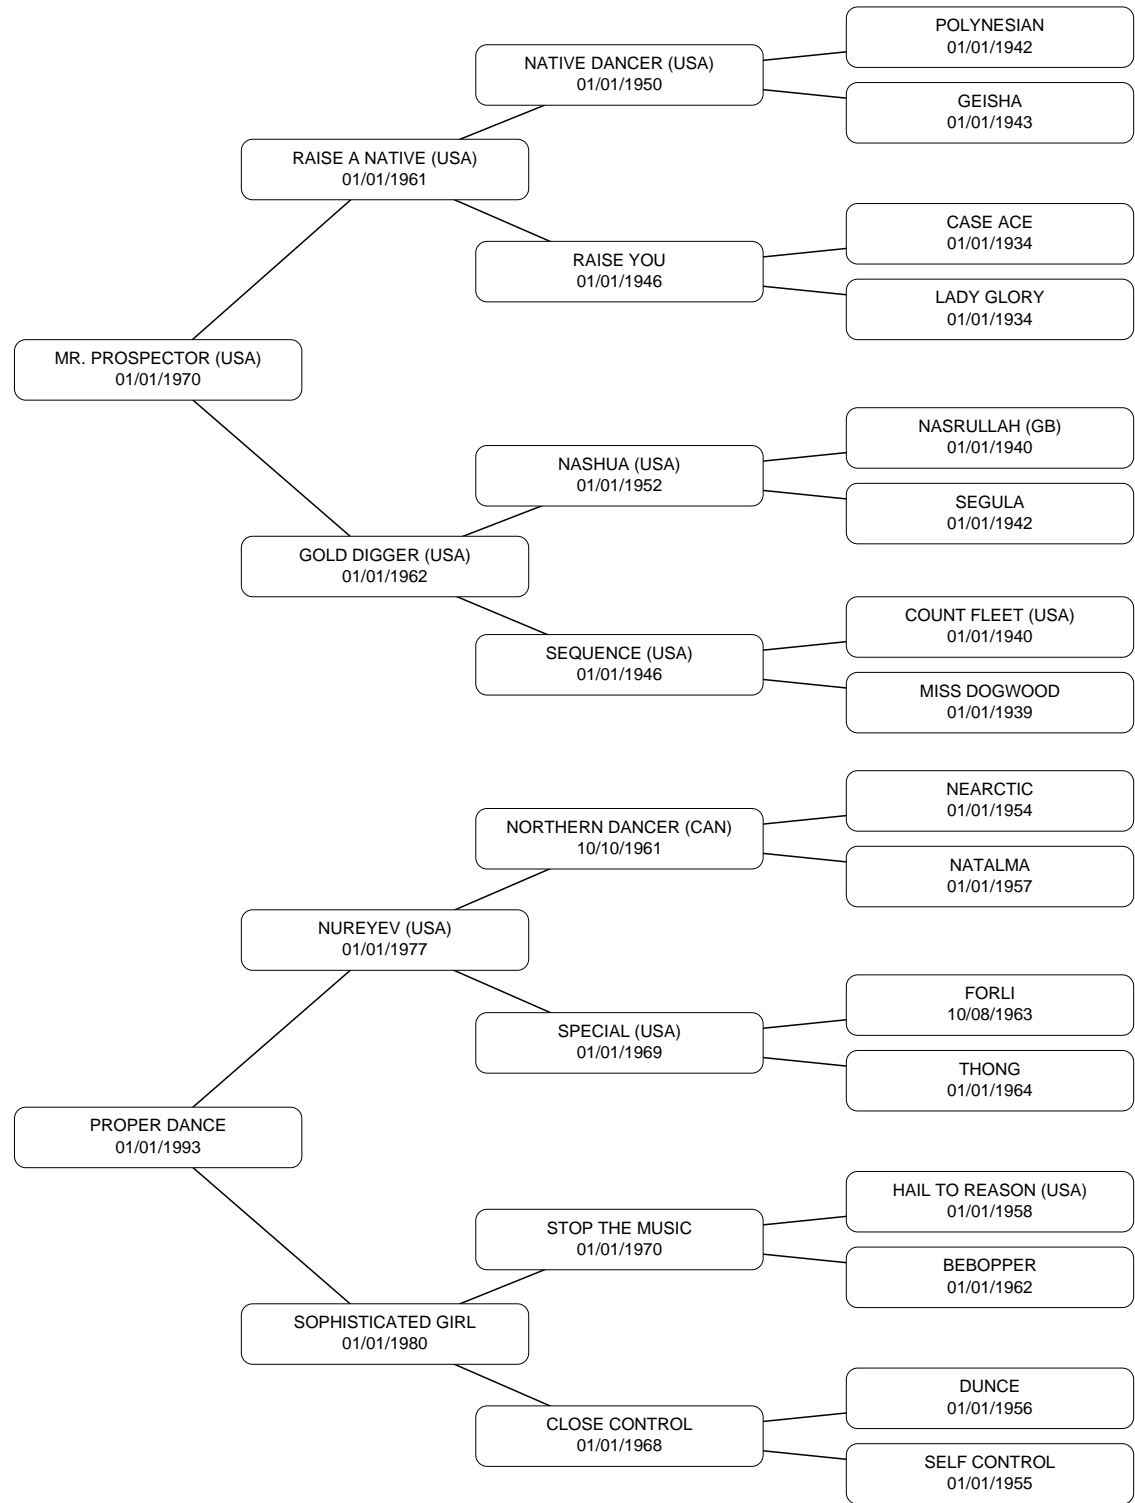 POLYNESIAN
01/01/1942
NATIVE DANCER (USA)
01/01/1950
GEISHA
01/01/1943
RAISE A NATIVE (USA)
01/01/1961
CASE ACE
01/01/1934
RAISE YOU
01/01/1946
LADY GLORY
01/01/1934
MR. PROSPECTOR (USA)
01/01/1970
NASRULLAH (GB)
01/01/1940
NASHUA (USA)
01/01/1952
SEGULA
01/01/1942
GOLD DIGGER (USA)
01/01/1962
COUNT FLEET (USA)
01/01/1940
SEQUENCE (USA)
01/01/1946
MISS DOGWOOD
01/01/1939
NEARCTIC
01/01/1954
NORTHERN DANCER (CAN)
10/10/1961
NATALMA
01/01/1957
NUREYEV (USA)
01/01/1977
FORLI
10/08/1963
SPECIAL (USA)
01/01/1969
THONG
01/01/1964
PROPER DANCE
01/01/1993
HAIL TO REASON (USA)
01/01/1958
STOP THE MUSIC
01/01/1970
BEBOPPER
01/01/1962
SOPHISTICATED GIRL
01/01/1980
DUNCE
01/01/1956
CLOSE CONTROL
01/01/1968
SELF CONTROL
01/01/1955